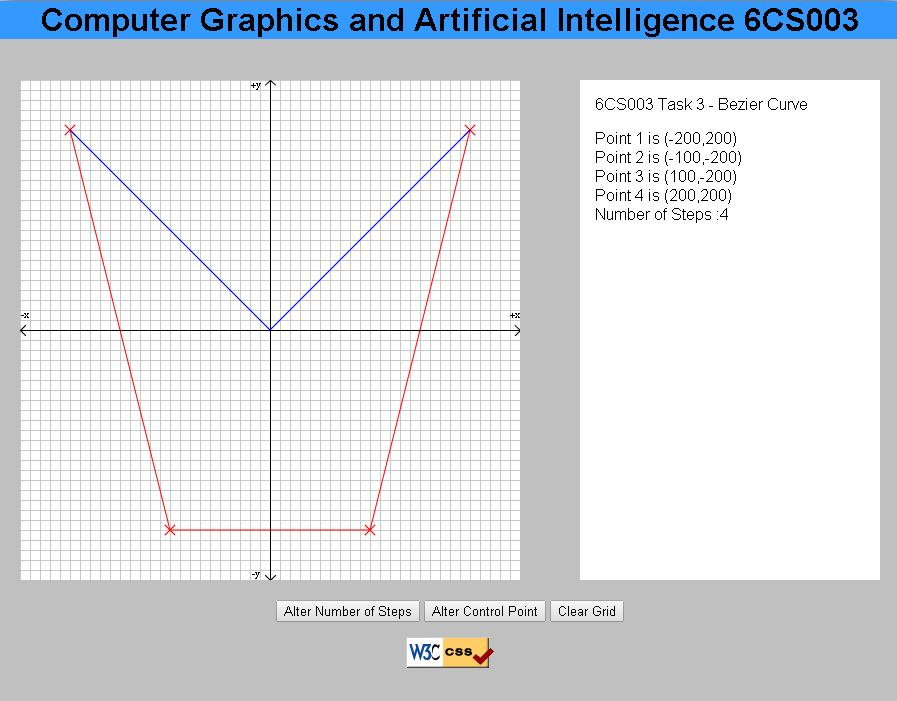 Computer Graphics and Artificial Intelligence 6CS003
+y
6CS003 Task 3 - Bezier Curve
Point 1 is (-200,200)
Point 2 is (-100,-200)
Point 3 is (100,-200)
Point 4 is (200,200)
Number of Steps :4
-x
+x
-y
Alter Number of Steps
Alter Control Point
Clear Grid
W3C css